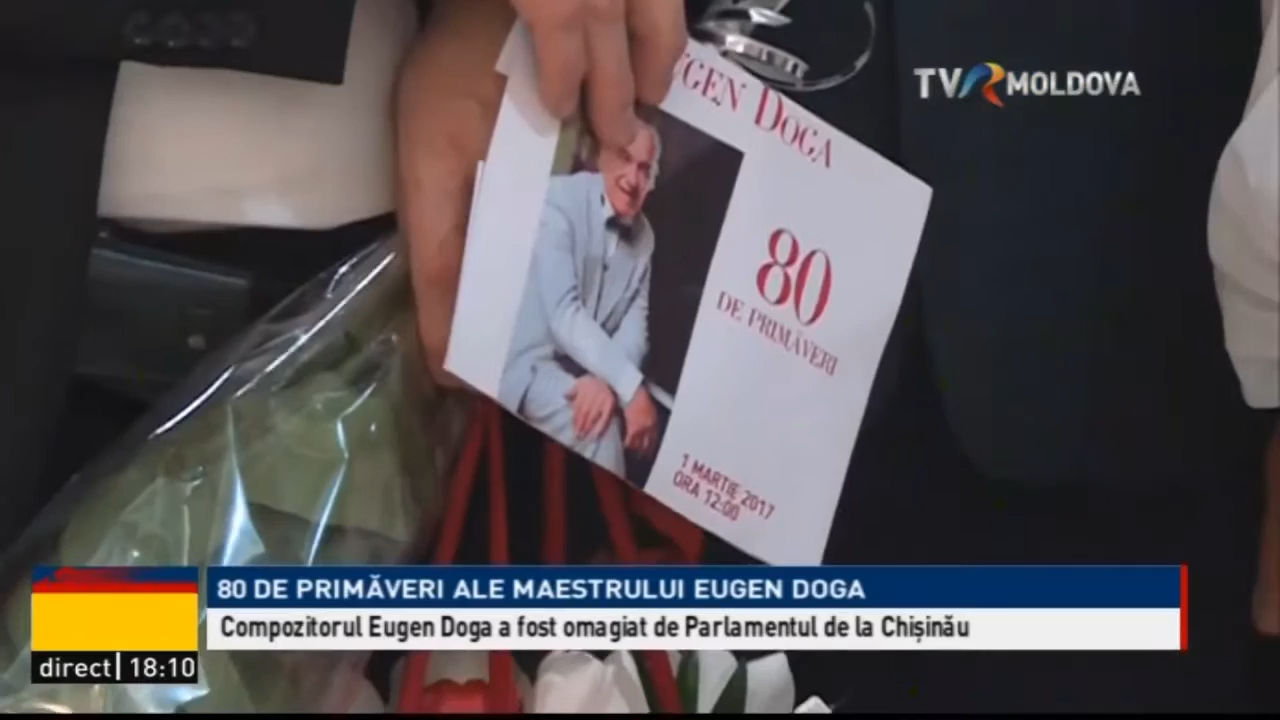 TVR MOLDOVA
GEN DOGA
80
DE PRIMĂVERI
1 MARTIE 2017
ORA 12:00
80 DE PRIMĂVERI ALE MAESTRULUI EUGEN DOGA
Compozitorul Eugen Doga a fost omagiat de Parlamentul de la Chișinău
direct 18:10